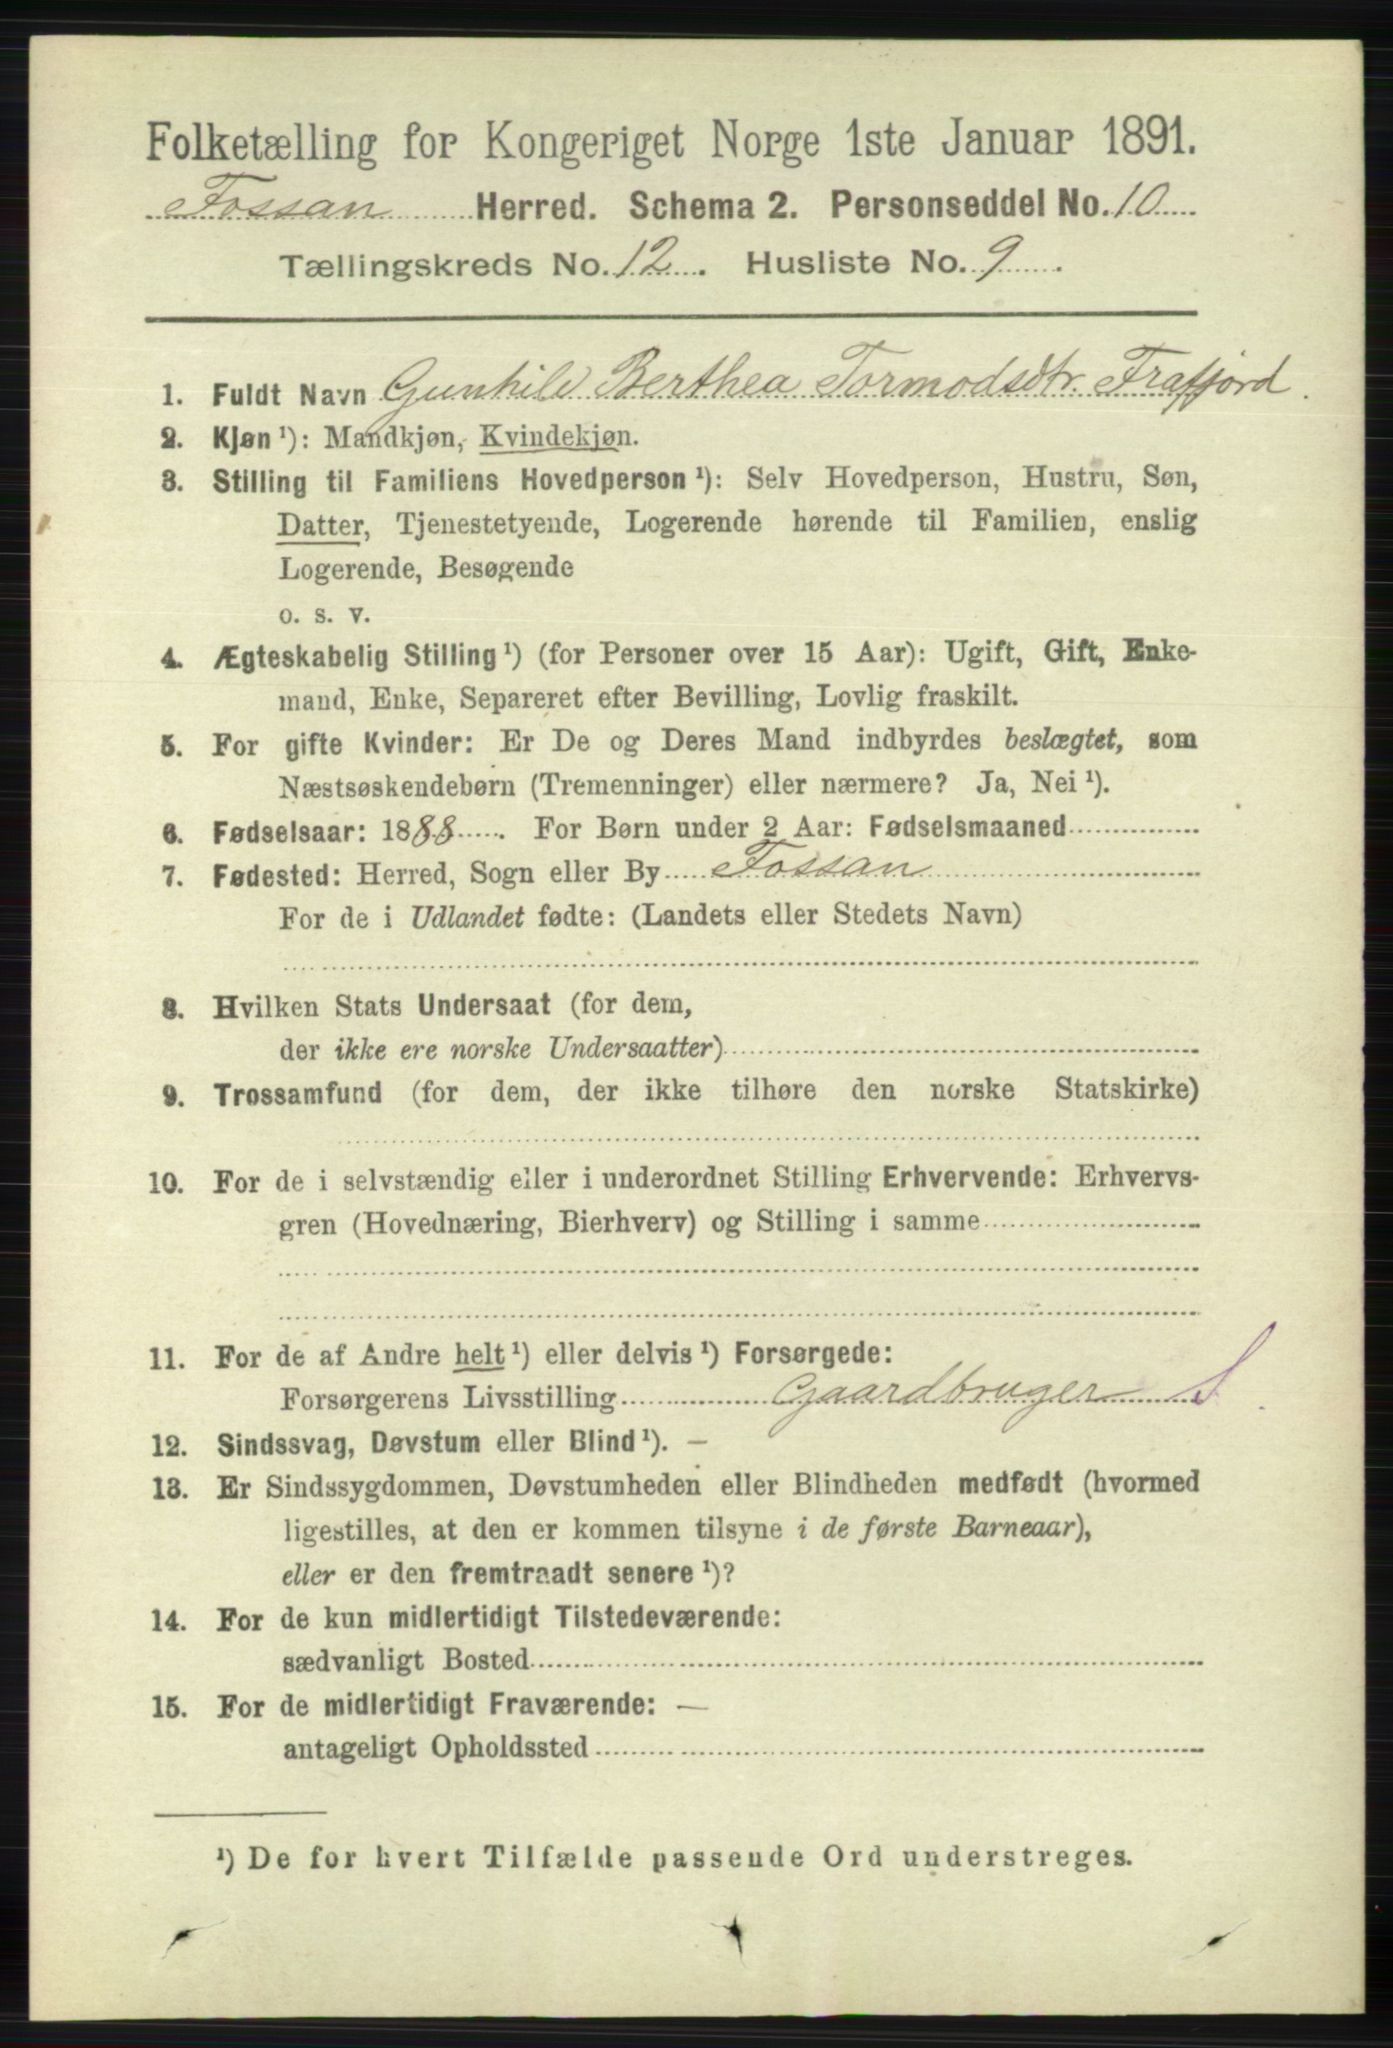 Folketælling for Kongeriget Norge 1ste Januar 1891.
Fossan Herred. Schema 2. Personseddel No. 10
Tællingskreds No. 12. Husliste No. 9.
1. Fuldt Navn Gunhild Berthea Tormodsdtr. Frafjord.
2. Kjøn ¹): Mandkjøn, Kvindekjøn.
3. Stilling til Familiens Hovedperson ¹): Selv Hovedperson, Hustru, Søn,
Datter, Tjenestetyende, Logerende hørende til Familien, enslig
Logerende, Besøgende
o. s. v.
4. Ægteskabelig Stilling ¹) (for Personer over 15 Aar): Ugift, Gift, Enke-
mand, Enke, Separeret efter Bevilling, Lovlig fraskilt.
5. For gifte Kvinder: Er De og Deres Mand indbyrdes beslægtet, som
Næstsøskendebørn (Tremenninger) eller nærmere? Ja, Nei ¹).
6. Fødselsaar: 1888. For Børn under 2 Aar: Fødselsmaaned
7. Fødested: Herred, Sogn eller By Fossan
For de i Udlandet fødte: (Landets eller Stedets Navn)
8. Hvilken Stats Undersaat (for dem,
der ikke ere norske Undersaatter)
9. Trossamfund (for dem, der ikke tilhøre den norske Statskirke)
10. For de i selvstændig eller i underordnet Stilling Erhvervende: Erhvervs-
gren (Hovednæring, Bierhverv) og Stilling i samme
11. For de af Andre helt ¹) eller delvis ¹) Forsørgede:
Forsørgerens Livsstilling Gaardbruger S
12. Sindssvag, Døvstum eller Blind ¹). —
13. Er Sindssygdommen, Døvstumheden eller Blindheden medfødt (hvormed
ligestilles, at den er kommen tilsyne i de første Barneaar),
eller er den fremtraadt senere ¹)?
14. For de kun midlertidigt Tilstedeværende:
sædvanligt Bosted
15. For de midlertidigt Fraværende: —
antageligt Opholdssted
¹) De for hvert Tilfælde passende Ord understreges.